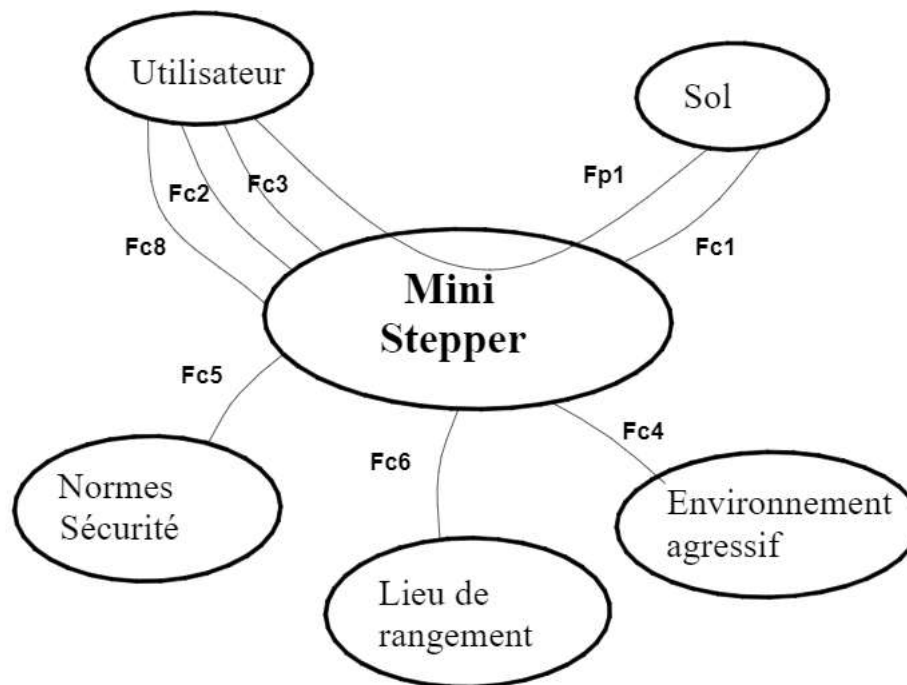 Utilisateur
Sol
Fc2
Fc3
Fp1
Fc8
Fc1
Mini
Stepper
Fc5
Fc4
Fc6
Normes
Sécurité
Environnement
agressif
Lieu de
rangement